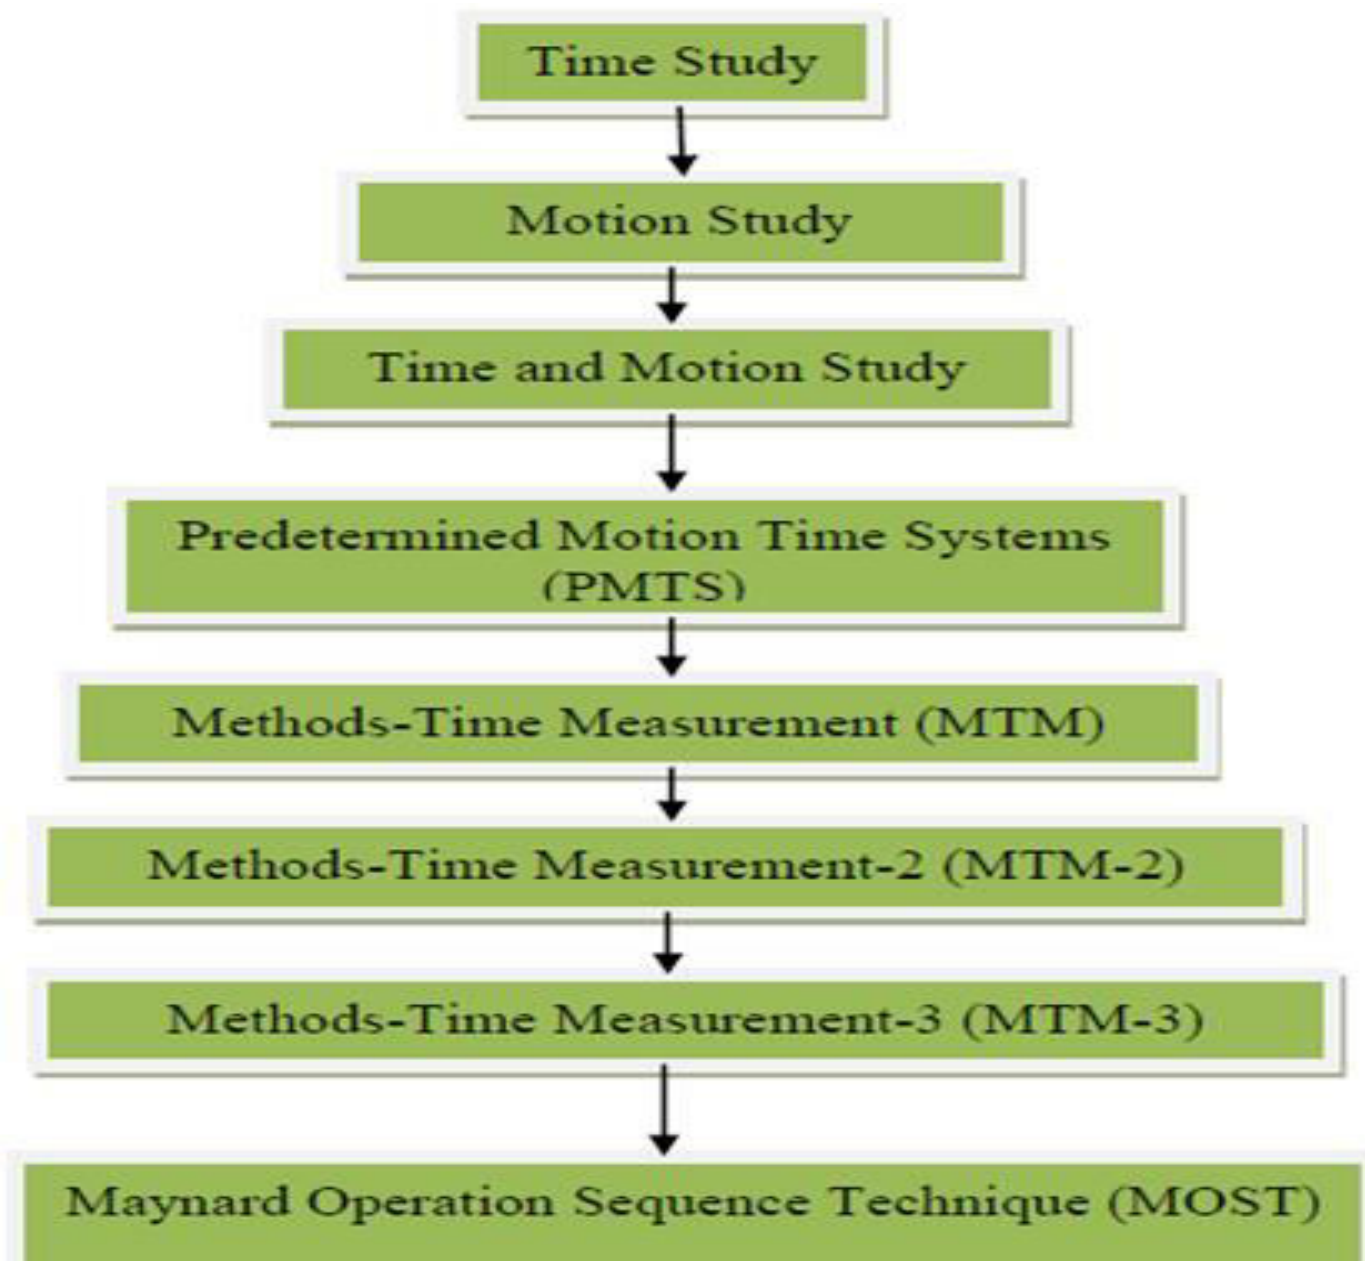 Time Study
Motion Study
Time and Motion Study
Predetermined Motion Time Systems
(PMTS)
Methods-Time Measurement (MTM)
Methods-Time Measurement-2 (MTM-2)
Methods-Time Measurement-3 (MTM-3)
Maynard Operation Sequence Technique (MOST)